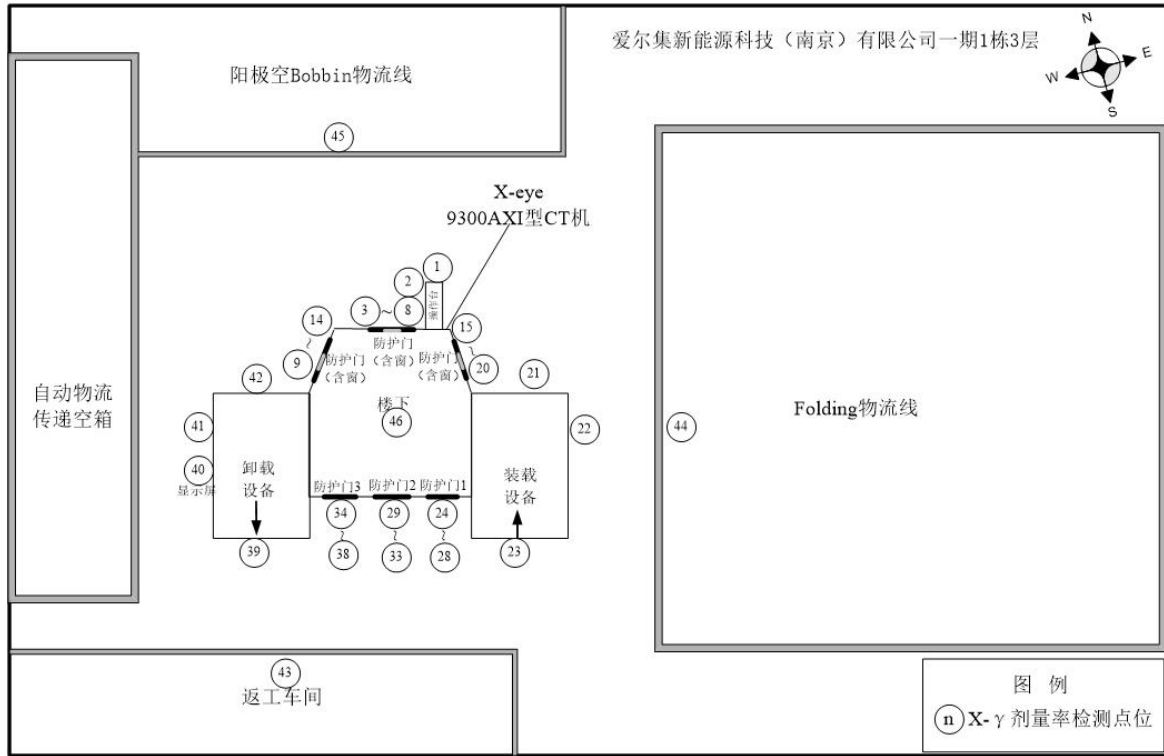 爱尔集新能源科技（南京）有限公司一期1栋3层
N
W
E
S
阳极空Bobbin物流线
45
X-eye
9300AXI型CT机
1
2
操作台
3
~
8
14
~
9
15
~
20
防护门
（含窗）
防护门
（含窗）
防护门
（含窗）
42
21
楼下
46
自动物流
传递空箱
41
22
44
Folding物流线
40
显示屏
卸载
设备
装载
设备
防护门3
防护门2
防护门1
34
29
24
~
~
~
39
38
33
28
23
43
返工车间
图 例
n
X-γ剂量率检测点位